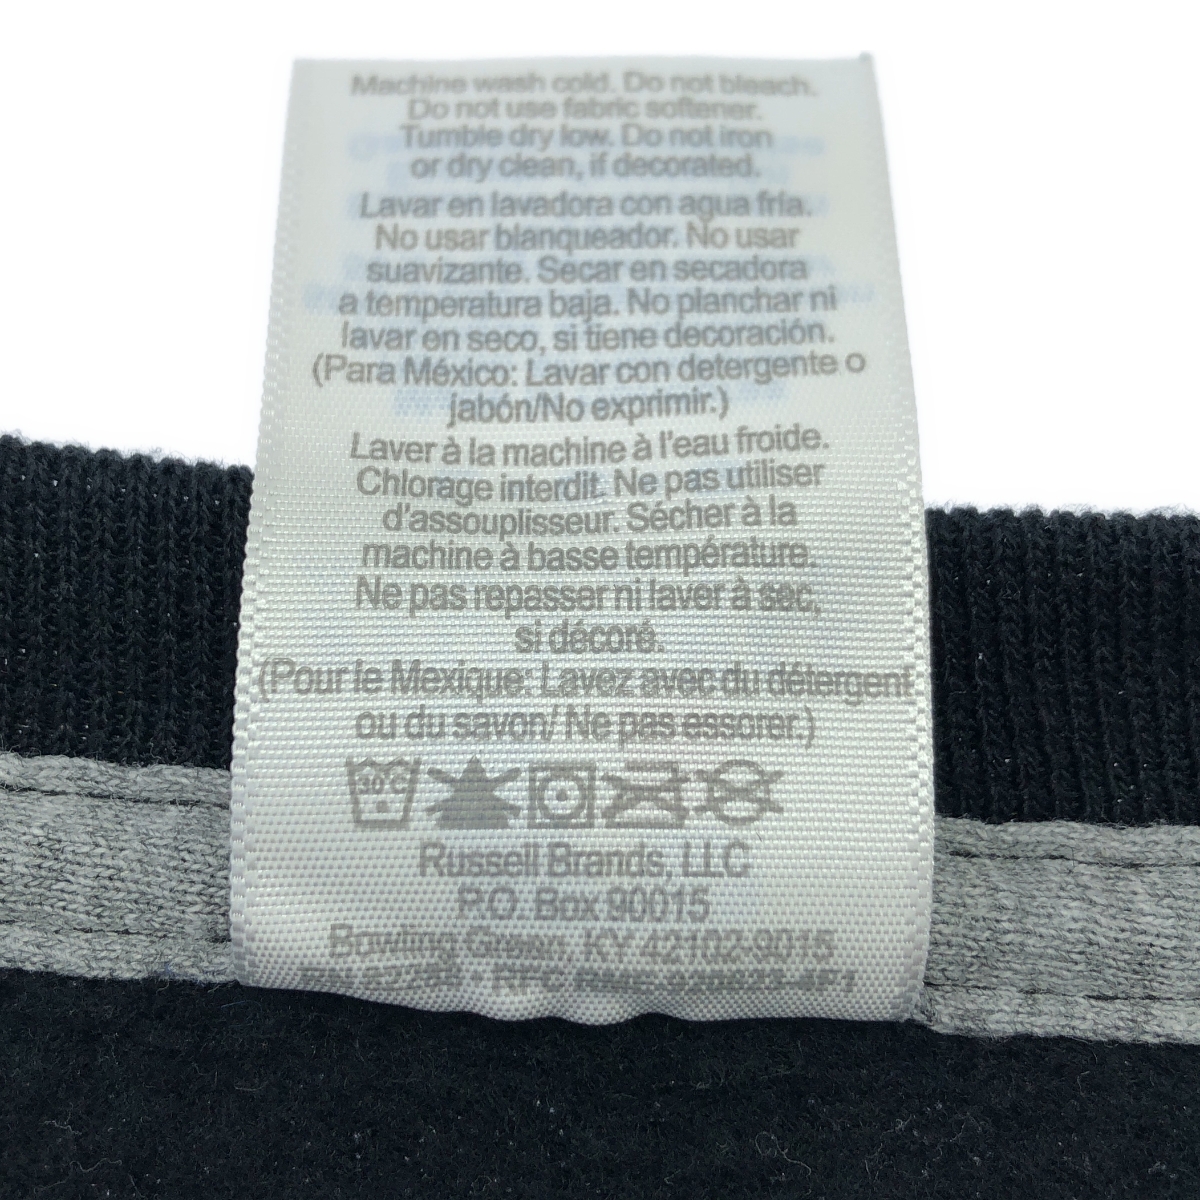 Machine wash cold. Do not bleach.
Do not use fabric softener.
Tumble dry low. Do not iron
or dry clean, if decorated.
Lavar en lavadora con agua fría.
No usar blanqueador. No usar
suavizante. Secar en secadora
a temperatura baja. No planchar ni
lavar en seco, si tiene decoración.
(Para México: Lavar con detergente o
jabón/No exprimir.)
Laver à la machine à l'eau froide.
Chlorage interdit. Ne pas utiliser
d'assouplisseur. Sécher à la
machine à basse température.
Ne pas repasser ni laver à sec,
si décoré.
(Pour le Mexique: Lavez avec du détergent
ou du savon/ Ne pas essorer.)
30°C
Russell Brands, LLC
P.O. Box 90015
Bowling Green, KY 42102-9015